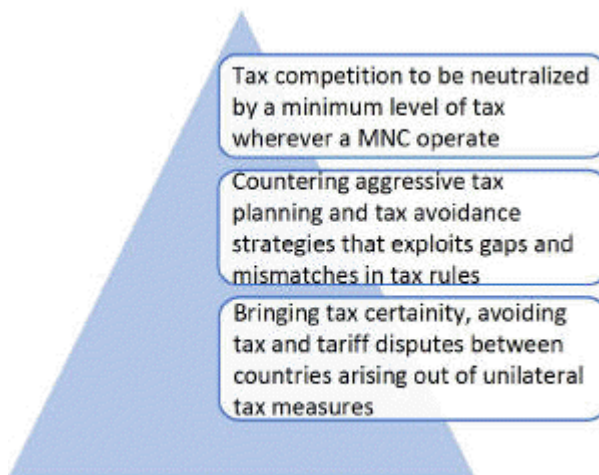 Tax competition to be neutralized
by a minimum level of tax
wherever a MNC operate
Countering aggressive tax
planning and tax avoidance
strategies that exploits gaps and
mismatches in tax rules
Bringing tax certainity, avoiding
tax and tariff disputes between
countries arising out of unilateral
tax measures